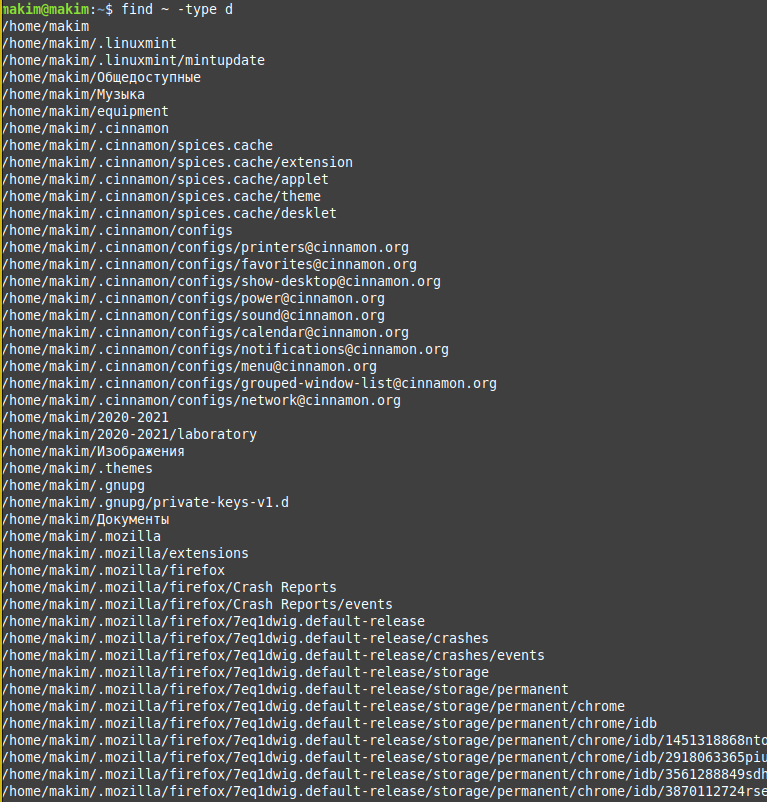 makim@makim:~$ find ~ -type d
/home/makim
/home/makim/.linuxmint
/home/makim/.linuxmint/mintupdate
/home/makim/Общедоступные
/home/makim/Музыка
/home/makim/equipment
/home/makim/.cinnamon
/home/makim/.cinnamon/spices.cache
/home/makim/.cinnamon/spices.cache/extension
/home/makim/.cinnamon/spices.cache/applet
/home/makim/.cinnamon/spices.cache/theme
/home/makim/.cinnamon/spices.cache/desklet
/home/makim/.cinnamon/configs
/home/makim/.cinnamon/configs/printers@cinnamon.org
/home/makim/.cinnamon/configs/favorites@cinnamon.org
/home/makim/.cinnamon/configs/show-desktop@cinnamon.org
/home/makim/.cinnamon/configs/power@cinnamon.org
/home/makim/.cinnamon/configs/sound@cinnamon.org
/home/makim/.cinnamon/configs/calendar@cinnamon.org
/home/makim/.cinnamon/configs/notifications@cinnamon.org
/home/makim/.cinnamon/configs/menu@cinnamon.org
/home/makim/.cinnamon/configs/grouped-window-list@cinnamon.org
/home/makim/.cinnamon/configs/network@cinnamon.org
/home/makim/2020-2021
/home/makim/2020-2021/laboratory
/home/makim/Изображения
/home/makim/.themes
/home/makim/.gnupg
/home/makim/.gnupg/private-keys-v1.d
/home/makim/Документы
/home/makim/.mozilla
/home/makim/.mozilla/extensions
/home/makim/.mozilla/firefox
/home/makim/.mozilla/firefox/Crash Reports
/home/makim/.mozilla/firefox/Crash Reports/events
/home/makim/.mozilla/firefox/7eq1dwig.default-release
/home/makim/.mozilla/firefox/7eq1dwig.default-release/crashes
/home/makim/.mozilla/firefox/7eq1dwig.default-release/crashes/events
/home/makim/.mozilla/firefox/7eq1dwig.default-release/storage
/home/makim/.mozilla/firefox/7eq1dwig.default-release/storage/permanent
/home/makim/.mozilla/firefox/7eq1dwig.default-release/storage/permanent/chrome
/home/makim/.mozilla/firefox/7eq1dwig.default-release/storage/permanent/chrome/idb
/home/makim/.mozilla/firefox/7eq1dwig.default-release/storage/permanent/chrome/idb/1451318868nto
/home/makim/.mozilla/firefox/7eq1dwig.default-release/storage/permanent/chrome/idb/2918063365piu
/home/makim/.mozilla/firefox/7eq1dwig.default-release/storage/permanent/chrome/idb/3561288849sdh
/home/makim/.mozilla/firefox/7eq1dwig.default-release/storage/permanent/chrome/idb/3870112724rse